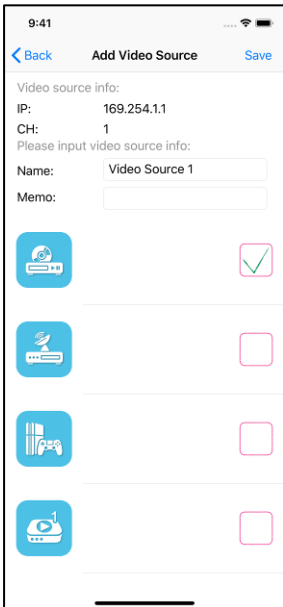 9:41
Back Add Video Source Save
Video source info:
IP: 169.254.1.1
CH: 1
Please input video source info:
Name: Video Source 1
Memo:
1